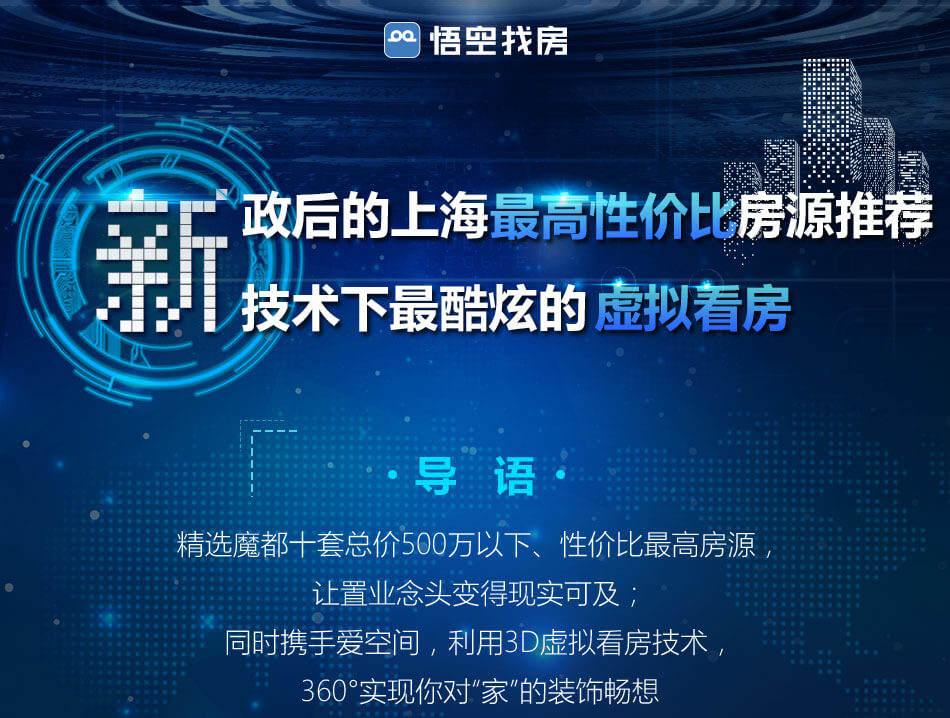 悟空找房
新政后的上海最高性价比房源推荐
技术下最酷炫的虚拟看房
·导 语·
精选魔都十套总价500万以下、性价比最高房源，
让置业念头变得现实可及；
同时携手爱空间，利用3D虚拟看房技术，
360°实现你对“家”的装饰畅想